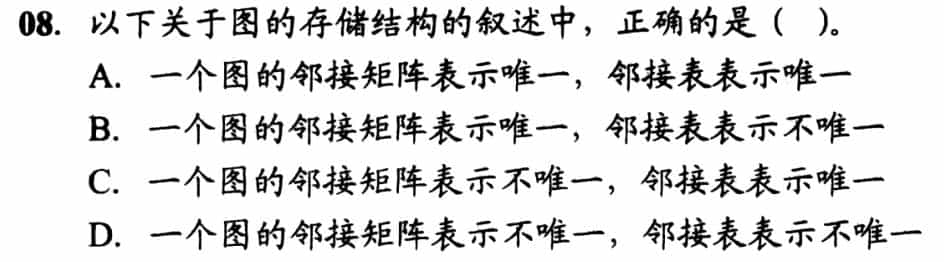 08. 以下关于图的存储结构的叙述中，正确的是（ ）。
A. 一个图的邻接矩阵表示唯一，邻接表表示唯一
B. 一个图的邻接矩阵表示唯一，邻接表表示不唯一
C. 一个图的邻接矩阵表示不唯一，邻接表表示唯一
D. 一个图的邻接矩阵表示不唯一，邻接表表示不唯一